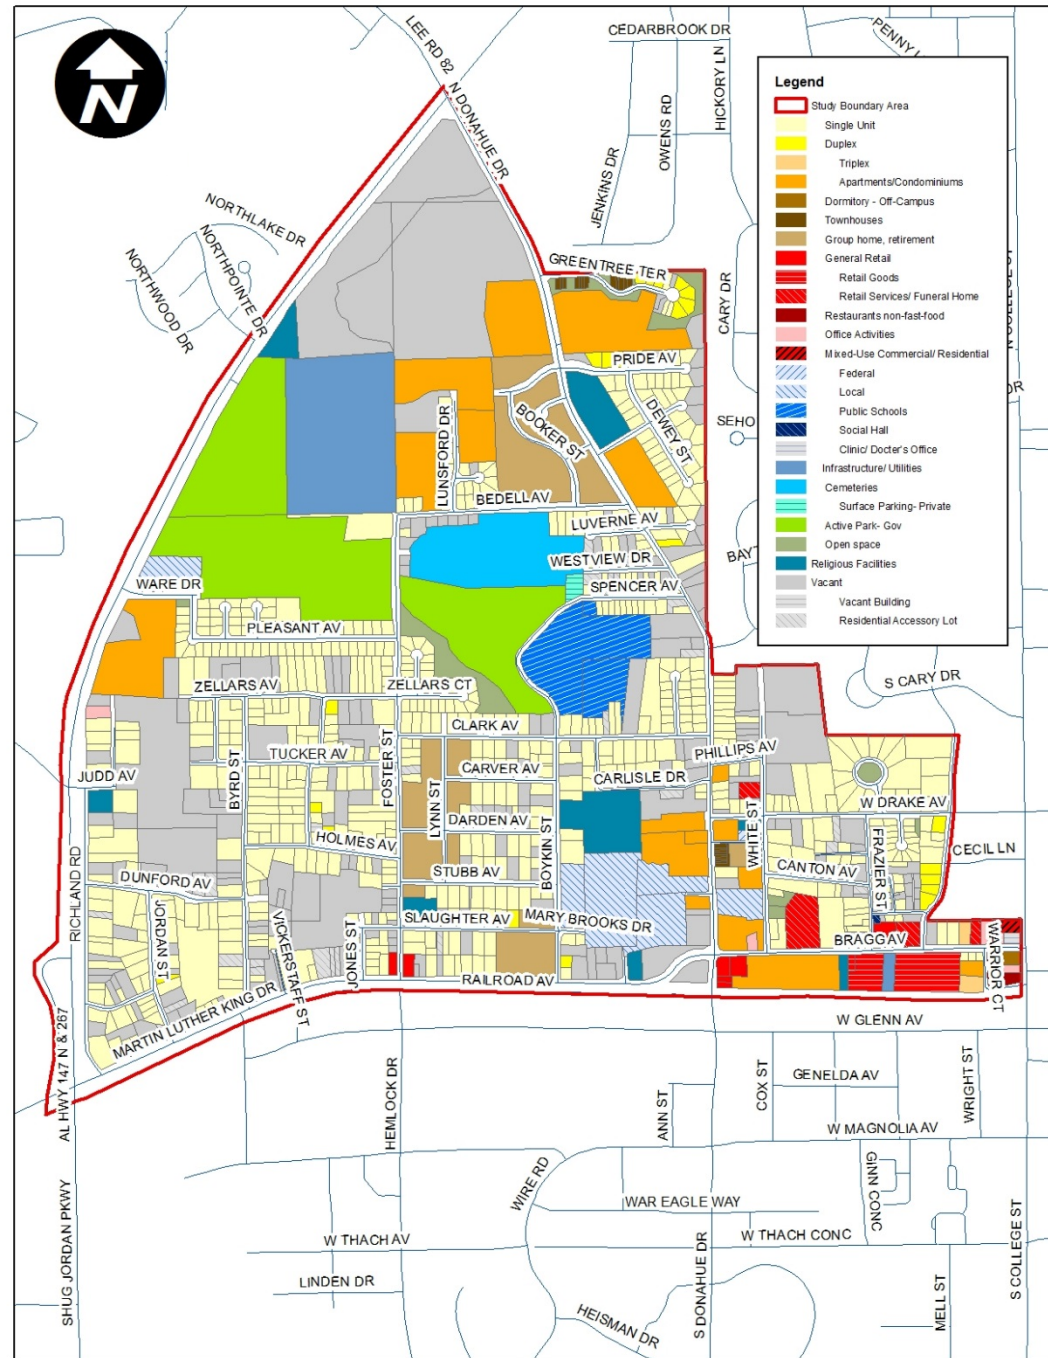 LEE RD 82
N DONAHUE DR
CEDARBROOK DR
HICKORY LN
OWENS RD
JENKINS DR
N
NORTHLAKE DR
NORTHPOINTE DR
NORTHWOOD DR
GREENTREE TER
CARY DR
Legend
Study Boundary Area
Single Unit
Duplex
Triplex
Apartments/Condominiums
Dormitory - Off-Campus
Townhouses
Group home, retirement
General Retail
Retail Goods
Retail Services/ Funeral Home
Restaurants non-fast-food
Office Activities
Mixed-Use Commercial/ Residential
Federal
Local
Public Schools
Social Hall
Clinic/ Docter's Office
Infrastructure/ Utilities
Cemeteries
Surface Parking- Private
Active Park- Gov
Open space
Religious Facilities
Vacant
Vacant Building
Residential Accessory Lot
PRIDE AV
DEWEY ST
BOOKER ST
LUNSFORD DR
BEDELL AV
LUVERNE AV
WESTVIEW DR
SPENCER AV
WARE DR
PLEASANT AV
ZELLARS AV
ZELLARS CT
S CARY DR
CLARK AV
PHILLIPS AV
TUCKER AV
CARVER AV
CARLISLE DR
JUDD AV
BYRD ST
FOSTER ST
LYNN ST
DARDEN AV
BOYKIN ST
WHITE ST
W DRAKE AV
HOLMES AV
STUBB AV
CANTON AV
FRAZIER ST
CECIL LN
RICHLAND RD
DUNFORD AV
JORDAN ST
VICKERSTAFF ST
JONES ST
SLAUGHTER AV
MARY BROOKS DR
BRAGG AV
WARRIOR CT
RAILROAD AV
MARTIN LUTHER KING DR
W GLENN AV
AL HWY 147 N & 267
HEMLOCK DR
ANN ST
COX ST
GENELDA AV
WRIGHT ST
W MAGNOLIA AV
GINN CONC
WIRE RD
WAR EAGLE WAY
W THACH AV
W THACH CONC
LINDEN DR
SHUG JORDAN PKWY
HEISMAN DR
S DONAHUE DR
MELL ST
S COLLEGE ST